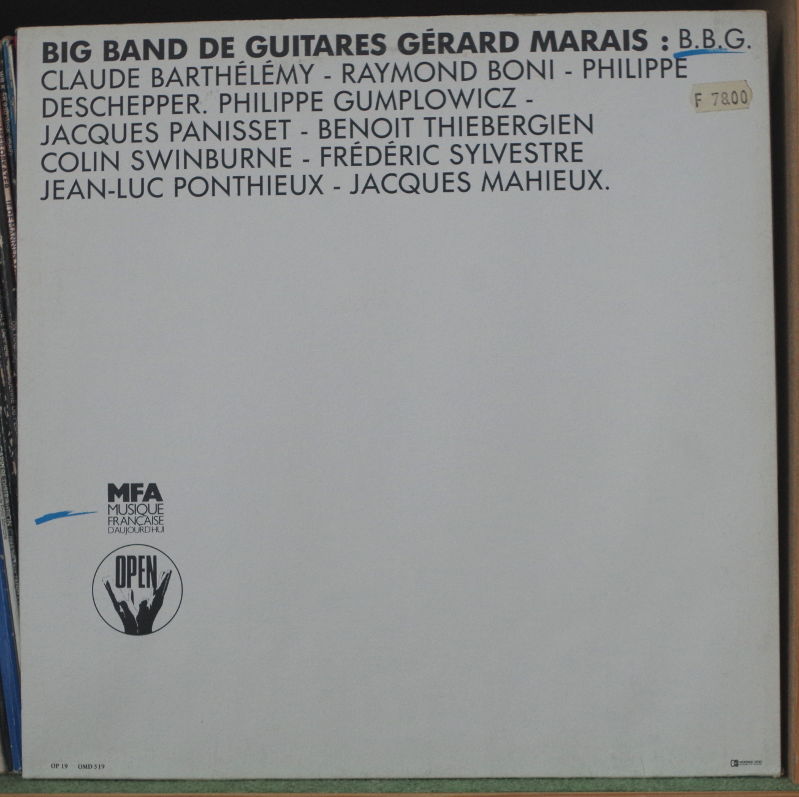 BIG BAND DE GUITARES GÉRARD MARAIS : B.B.G.
CLAUDE BARTHÉLÉMY - RAYMOND BONI - PHILIPPE
DESCHEPPER. PHILIPPE GUMPLOWICZ -
JACQUES PANISSET - BENOIT THIEBERGIEN
COLIN SWINBURNE - FRÉDÉRIC SYLVESTRE
JEAN-LUC PONTHIEUX - JACQUES MAHIEUX.
F 78.00
MFA
MUSIQUE
FRANÇAISE
D'AUJOURD'HUI
OPEN
OP 19 OMD 519